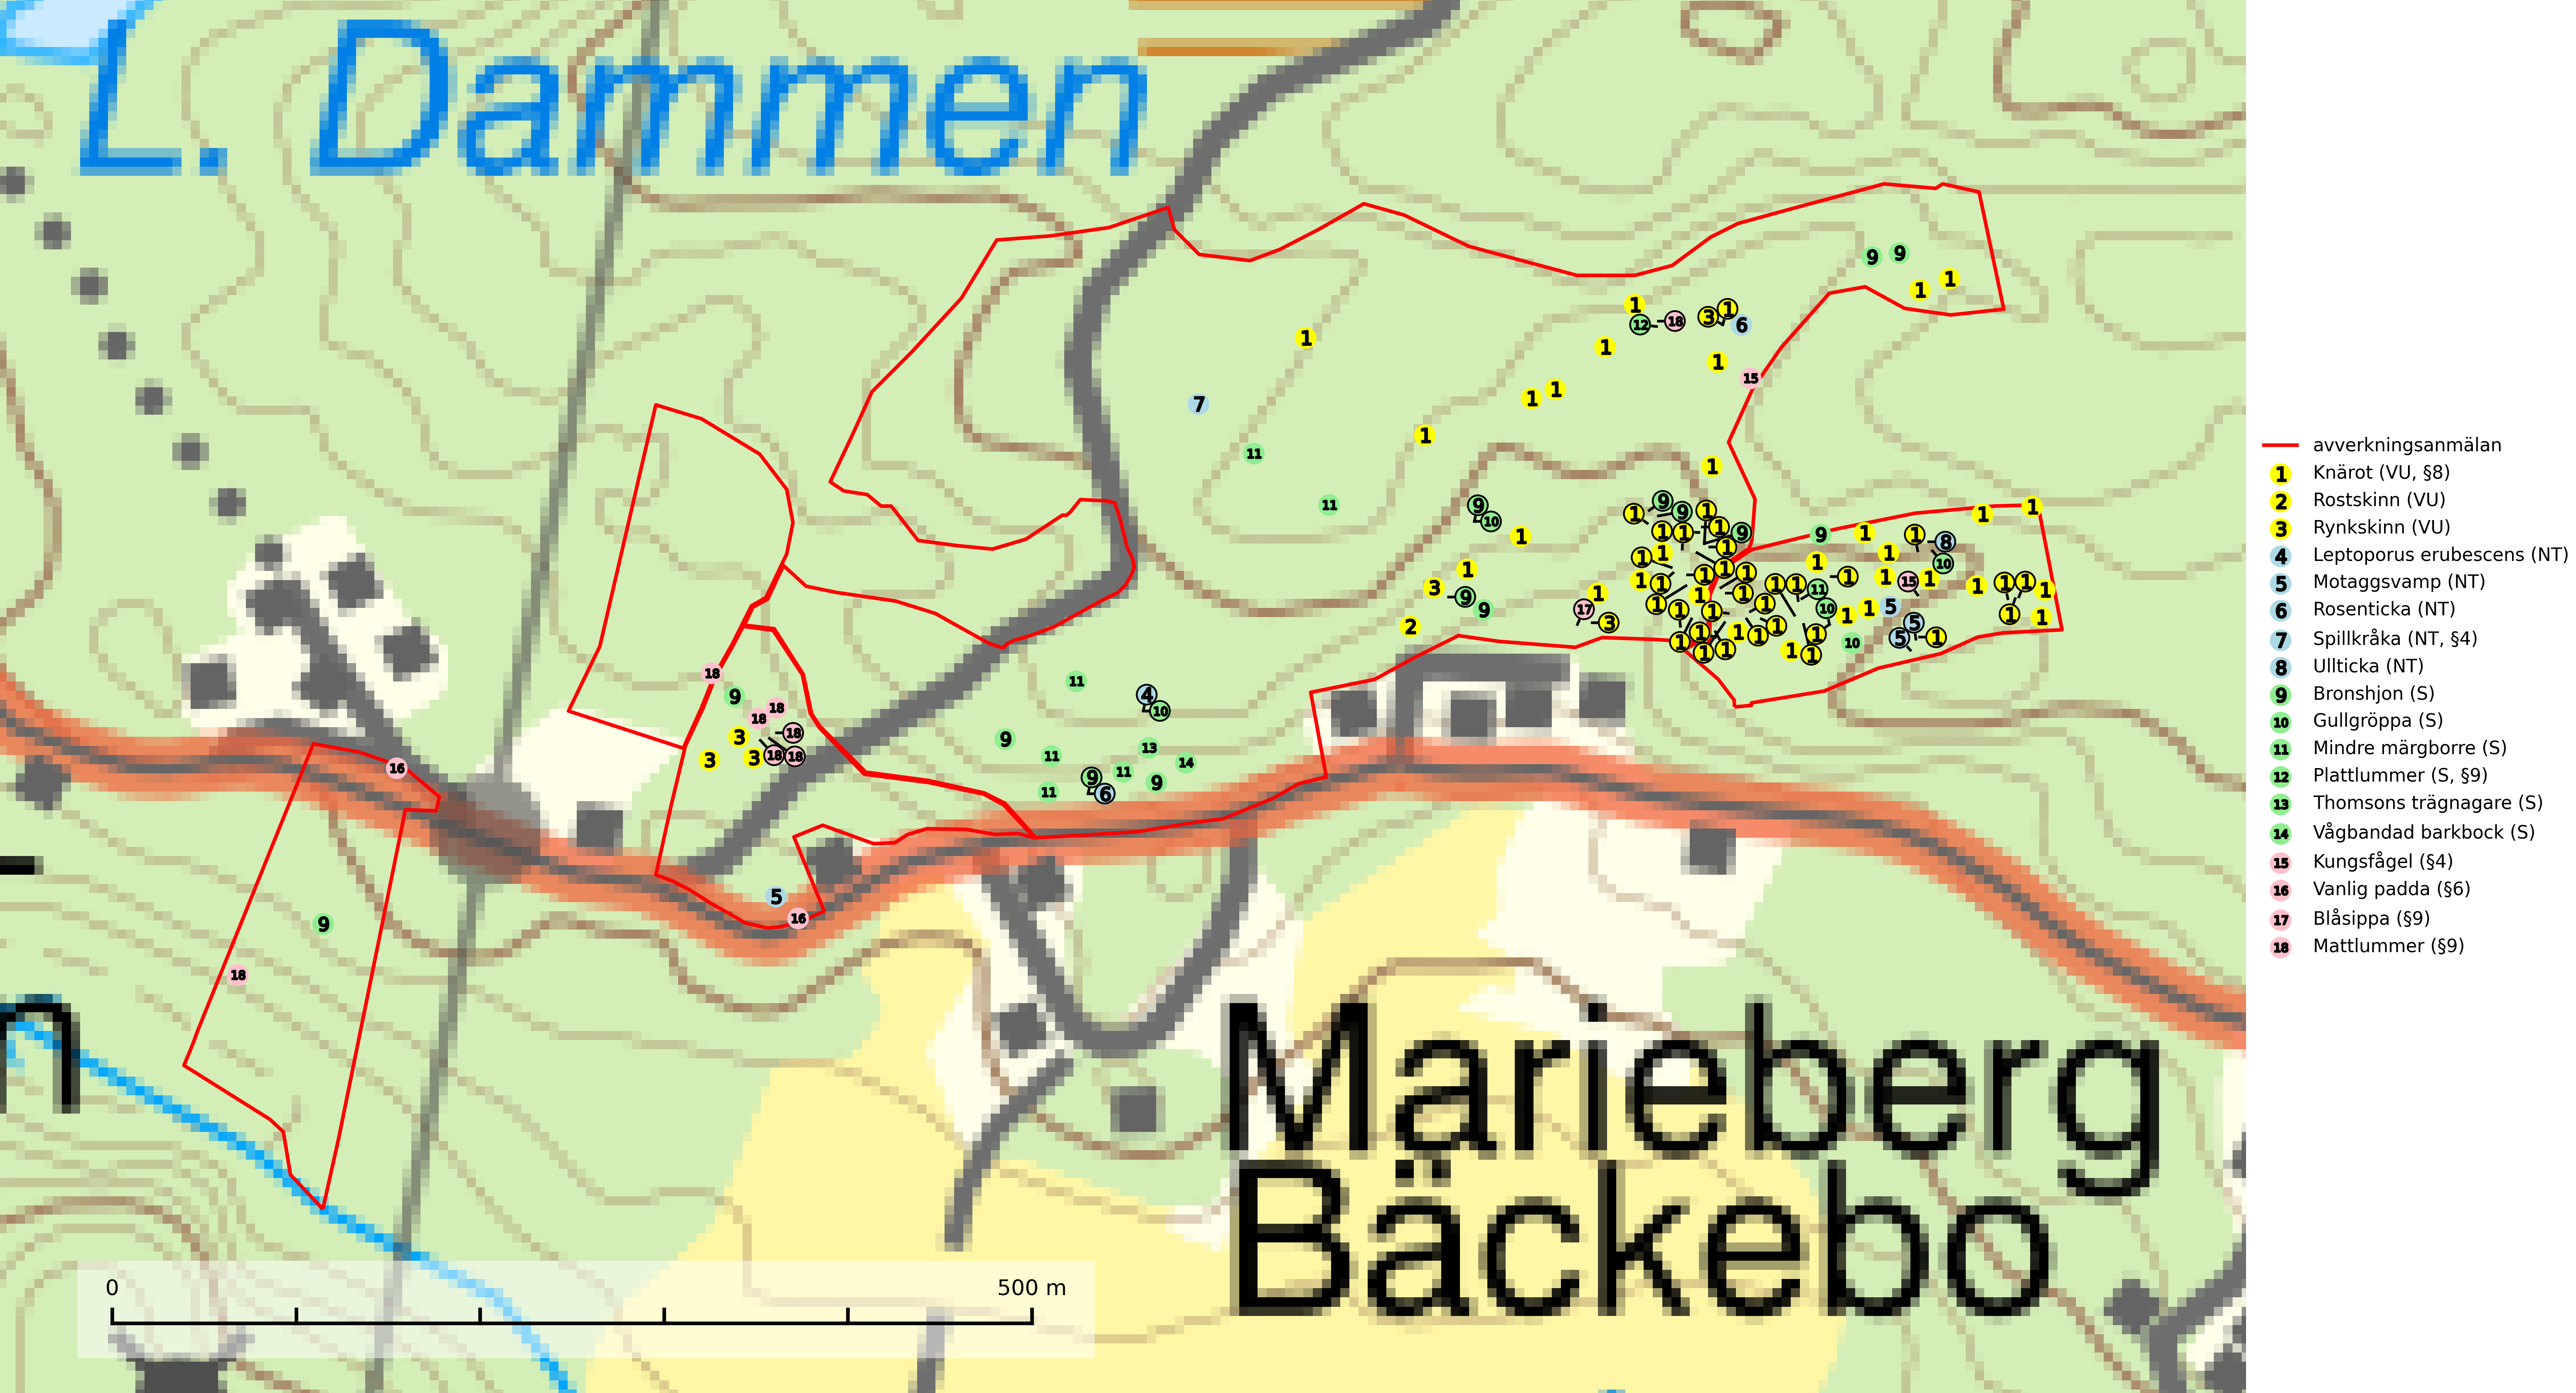 L. Dammen
n
Marieberg
Bäckebo
0 500 m
avverkningsanmälan
1 Knärot (VU, §8)
2 Rostskinn (VU)
3 Rynkskinn (VU)
4 Leptoporus erubescens (NT)
5 Motaggsvamp (NT)
6 Rosenticka (NT)
7 Spillkråka (NT, §4)
8 Ullticka (NT)
9 Bronshjon (S)
10 Gullgröppa (S)
11 Mindre märgborre (S)
12 Plattlummer (S, §9)
13 Thomsons trägnagare (S)
14 Vågbandad barkbock (S)
15 Kungsfågel (§4)
16 Vanlig padda (§6)
17 Blåsippa (§9)
18 Mattlummer (§9)